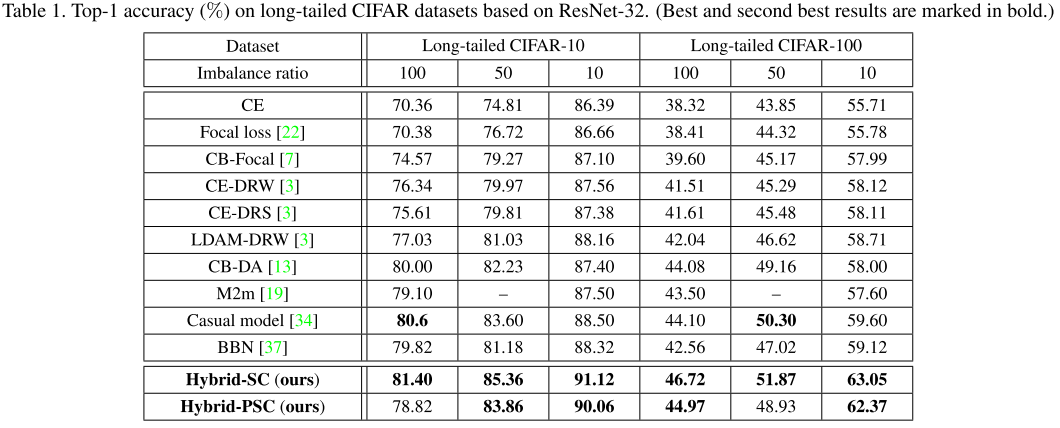 Table 1. Top-1 accuracy (%) on long-tailed CIFAR datasets based on ResNet-32. (Best and second best results are marked in bold.)
Dataset Long-tailed CIFAR-10 Long-tailed CIFAR-100
Imbalance ratio 100 50 10 100 50 10
CE 70.36 74.81 86.39 38.32 43.85 55.71
Focal loss [22] 70.38 76.72 86.66 38.41 44.32 55.78
CB-Focal [7] 74.57 79.27 87.10 39.60 45.17 57.99
CE-DRW [3] 76.34 79.97 87.56 41.51 45.29 58.12
CE-DRS [3] 75.61 79.81 87.38 41.61 45.48 58.11
LDAM-DRW [3] 77.03 81.03 88.16 42.04 46.62 58.71
CB-DA [13] 80.00 82.23 87.40 44.08 49.16 58.00
M2m [19] 79.10 – 87.50 43.50 – 57.60
Casual model [34] 80.6 83.60 88.50 44.10 50.30 59.60
BBN [37] 79.82 81.18 88.32 42.56 47.02 59.12
Hybrid-SC (ours) 81.40 85.36 91.12 46.72 51.87 63.05
Hybrid-PSC (ours) 78.82 83.86 90.06 44.97 48.93 62.37